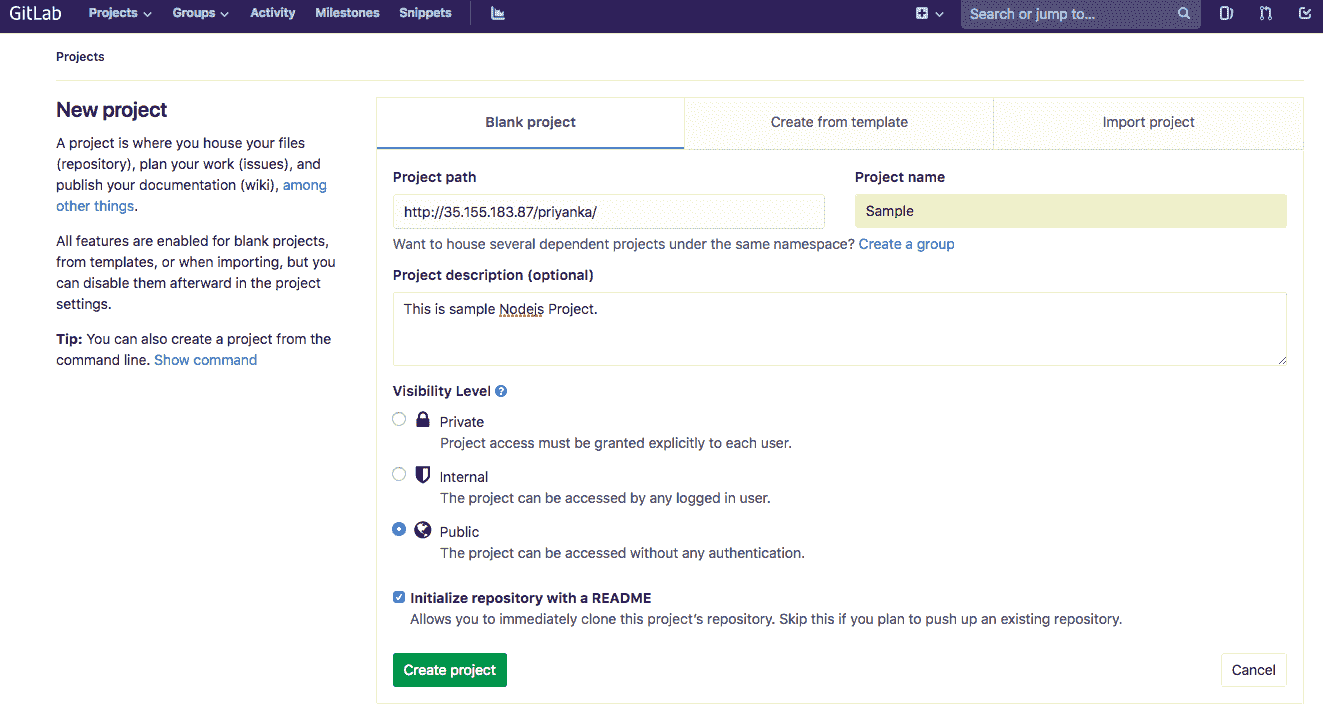 GitLab Projects Groups Activity Milestones Snippets Search or jump to...
Projects
New project
A project is where you house your files
(repository), plan your work (issues), and
publish your documentation (wiki), among
other things.
All features are enabled for blank projects,
from templates, or when importing, but you
can disable them afterward in the project
settings.
Tip: You can also create a project from the
command line. Show command
Blank project Create from template Import project
Project path Project name
http://35.155.183.87/priyanka/ Sample
Want to house several dependent projects under the same namespace? Create a group
Project description (optional)
This is sample Nodejs Project.
Visibility Level ?
Private
Project access must be granted explicitly to each user.
Internal
The project can be accessed by any logged in user.
Public
The project can be accessed without any authentication.
Initialize repository with a README
Allows you to immediately clone this project's repository. Skip this if you plan to push up an existing repository.
Create project Cancel